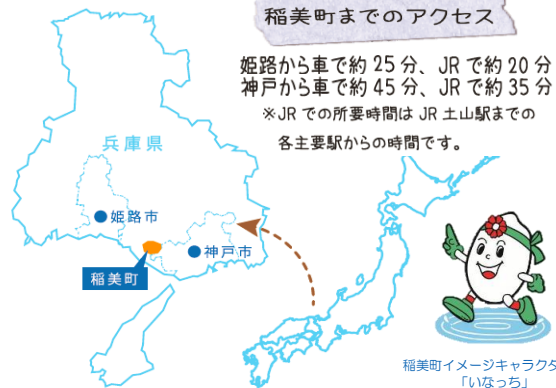 稲美町までのアクセス
姫路から車で約25分、JRで約20分
神戸から車で約45分、JRで約35分
※JRでの所要時間はJR土山駅までの
各主要駅からの時間です。
兵庫県
姫路市
神戸市
稲美町
稲美町イメージキャラクタ
「いなっち」